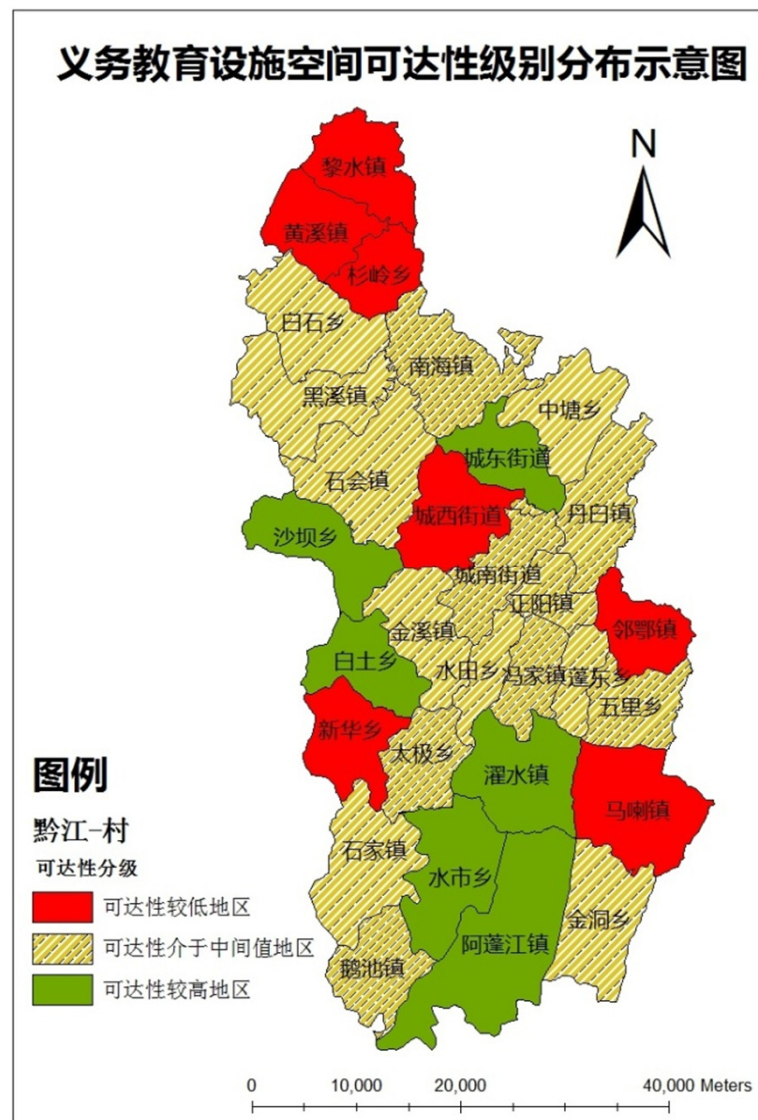 义务教育设施空间可达性级别分布示意图
N
黎水镇
黄溪镇
杉岭乡
白石乡
南海镇
黑溪镇
中塘乡
城东街道
石会镇
城西街道
丹白镇
沙坝乡
城南街道
正阳镇
金溪镇
邻鄂镇
白土乡
水田乡
冯家镇
蓬东乡
五里乡
新华乡
太极乡
濯水镇
马喇镇
石家镇
水市乡
金洞乡
阿蓬江镇
鹅池镇
图例
黔江-村
可达性分级
可达性较低地区
可达性介于中间值地区
可达性较高地区
0 10,000 20,000 40,000 Meters